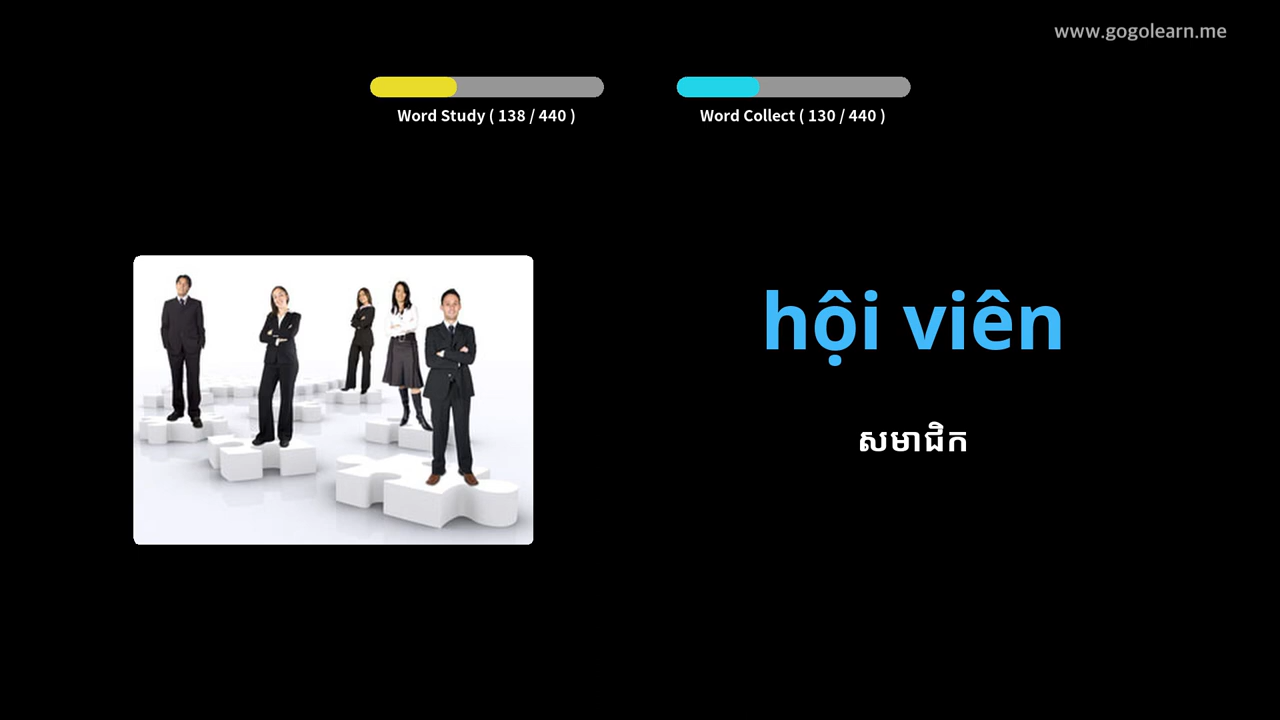 www.gogolearn.me
Word Study ( 138 / 440 )
Word Collect ( 130 / 440 )
hội viên
សមាជិក